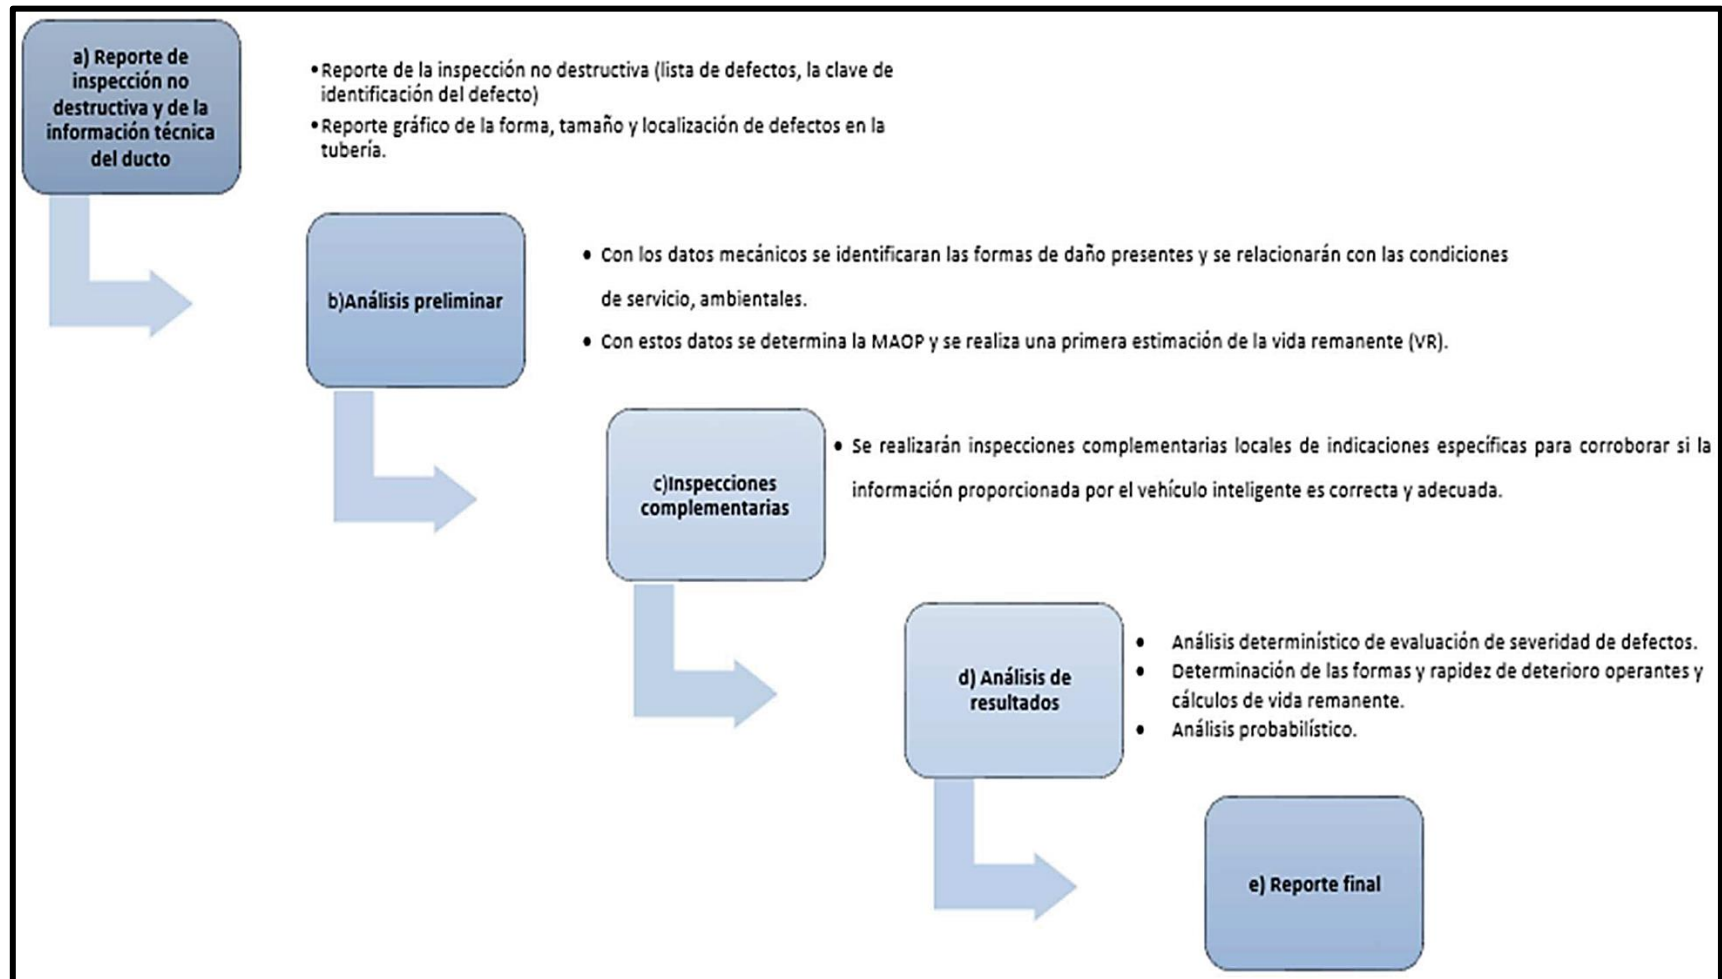 a) Reporte de
inspección no
destructiva y de la
información técnica
del ducto
•Reporte de la inspección no destructiva (lista de defectos, la clave de
identificación del defecto)
•Reporte gráfico de la forma, tamaño y localización de defectos en la
tubería.
b)Análisis preliminar
• Con los datos mecánicos se identificaran las formas de daño presentes y se relacionarán con las condiciones
de servicio, ambientales.
• Con estos datos se determina la MAOP y se realiza una primera estimación de la vida remanente (VR).
c)Inspecciones
complementarias
• Se realizarán inspecciones complementarias locales de indicaciones específicas para corroborar si la
información proporcionada por el vehículo inteligente es correcta y adecuada.
d) Análisis de
resultados
• Análisis determinístico de evaluación de severidad de defectos.
• Determinación de las formas y rapidez de deterioro operantes y
cálculos de vida remanente.
• Análisis probabilístico.
e) Reporte final